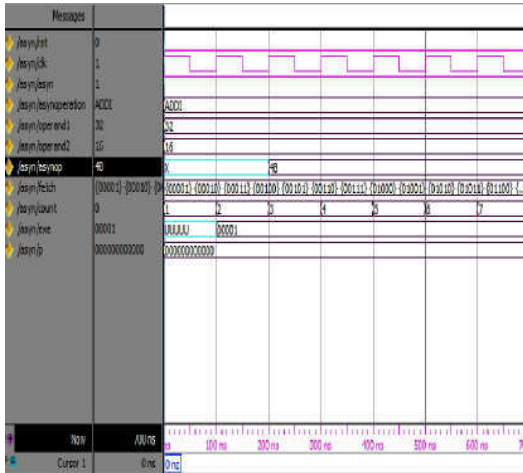 Messages
/asyn/rst 0
/asyn/clk 1
/asyn/asyn 1
/asyn/asynoperation ADDI ADDI
/asyn/operand1 32 32
/asyn/operand2 16 16
/asyn/asynop 48 X 48
/asyn/fetch {00001} {00010} {00001} {00010} {00011} {00100} {00101} {00110} {00111} {01000} {01001} {01010} {01011} {01100} {...
/asyn/count 0 1 2 3 4 5 6 7
/asyn/exe 00001 UUUUU 00001
/asyn/p 000000000000 000000000000
Now 700 ns 100 ns 200 ns 300 ns 400 ns 500 ns 600 ns
Cursor 1 0 ns 0 ns